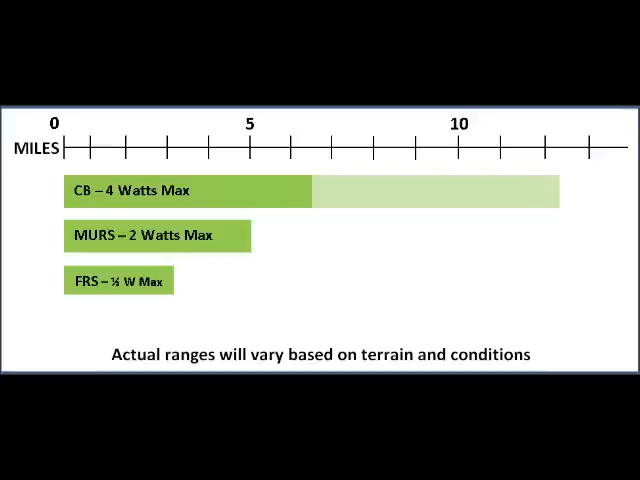 0 5 10
MILES
CB – 4 Watts Max
MURS – 2 Watts Max
FRS – ½ W Max
Actual ranges will vary based on terrain and conditions